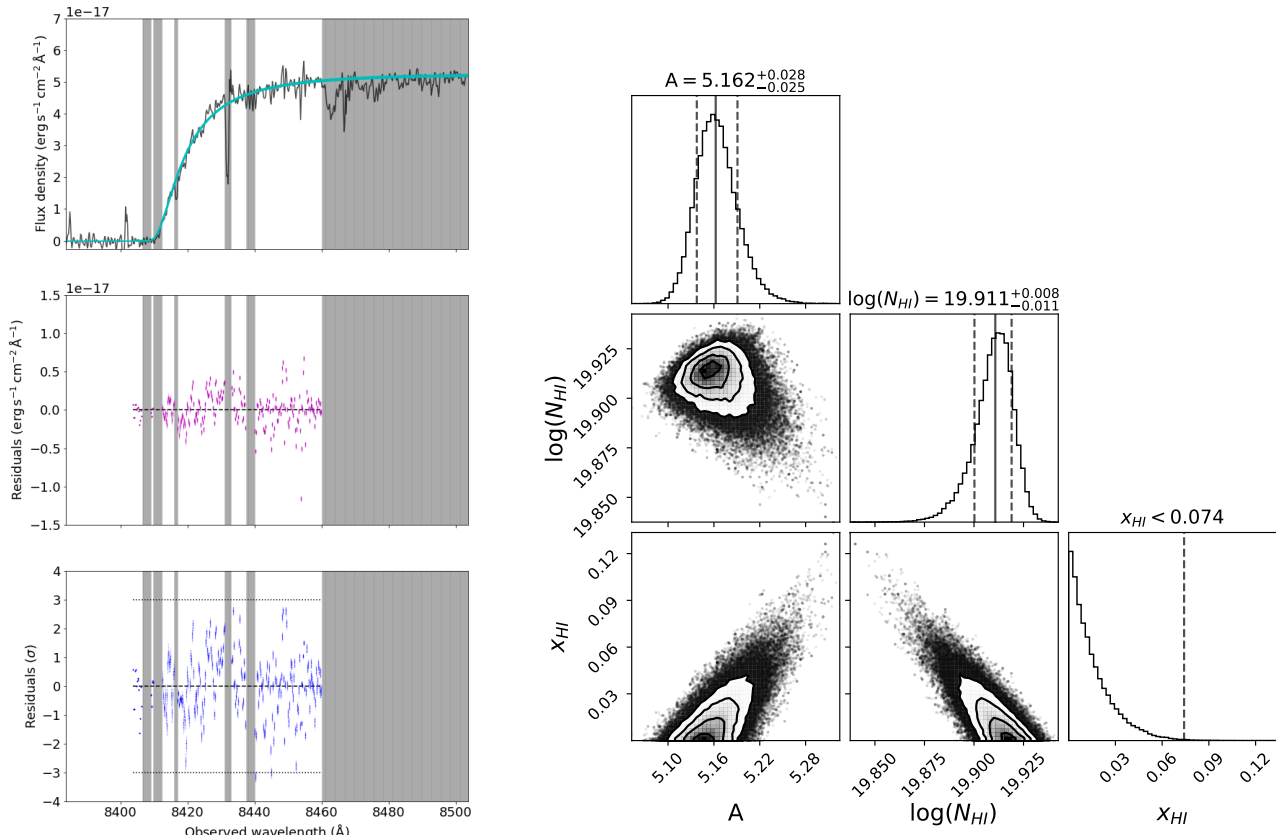 1e−17
Flux density (erg s⁻¹ cm⁻² Å⁻¹)
7
6
5
4
3
2
1
0
1e−17
Residuals (erg s⁻¹ cm⁻² Å⁻¹)
1.5
1.0
0.5
0.0
−0.5
−1.0
−1.5
Residuals (σ)
4
3
2
1
0
−1
−2
−3
−4
8400 8420 8440 8460 8480 8500
Observed wavelength (Å)
A = 5.162 +0.028 −0.025
log(N_HI) = 19.911 +0.008 −0.011
log(N_HI)
19.925
19.900
19.875
19.850
x_HI < 0.074
x_HI
0.12
0.09
0.06
0.03
5.10 5.16 5.22 5.28
A
19.850 19.875 19.900 19.925
log(N_HI)
0.03 0.06 0.09 0.12
x_HI